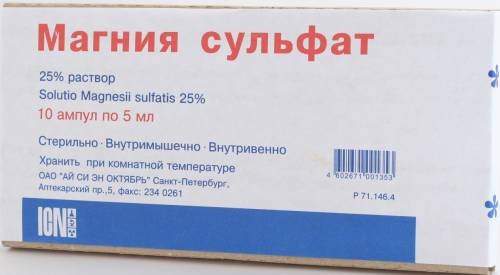 Магния сульфат
25% раствор
Solutio Magnesii sulfatis 25%
10 ампул по 5 мл
Стерильно · Внутримышечно · Внутривенно
Хранить при комнатной температуре
ОАО "АЙ СИ ЭН ОКТЯБРЬ" Санкт-Петербург,
Аптекарский пр.,5, факс: 234 0261
4 602671 001353
Р 71.146.4
ICN